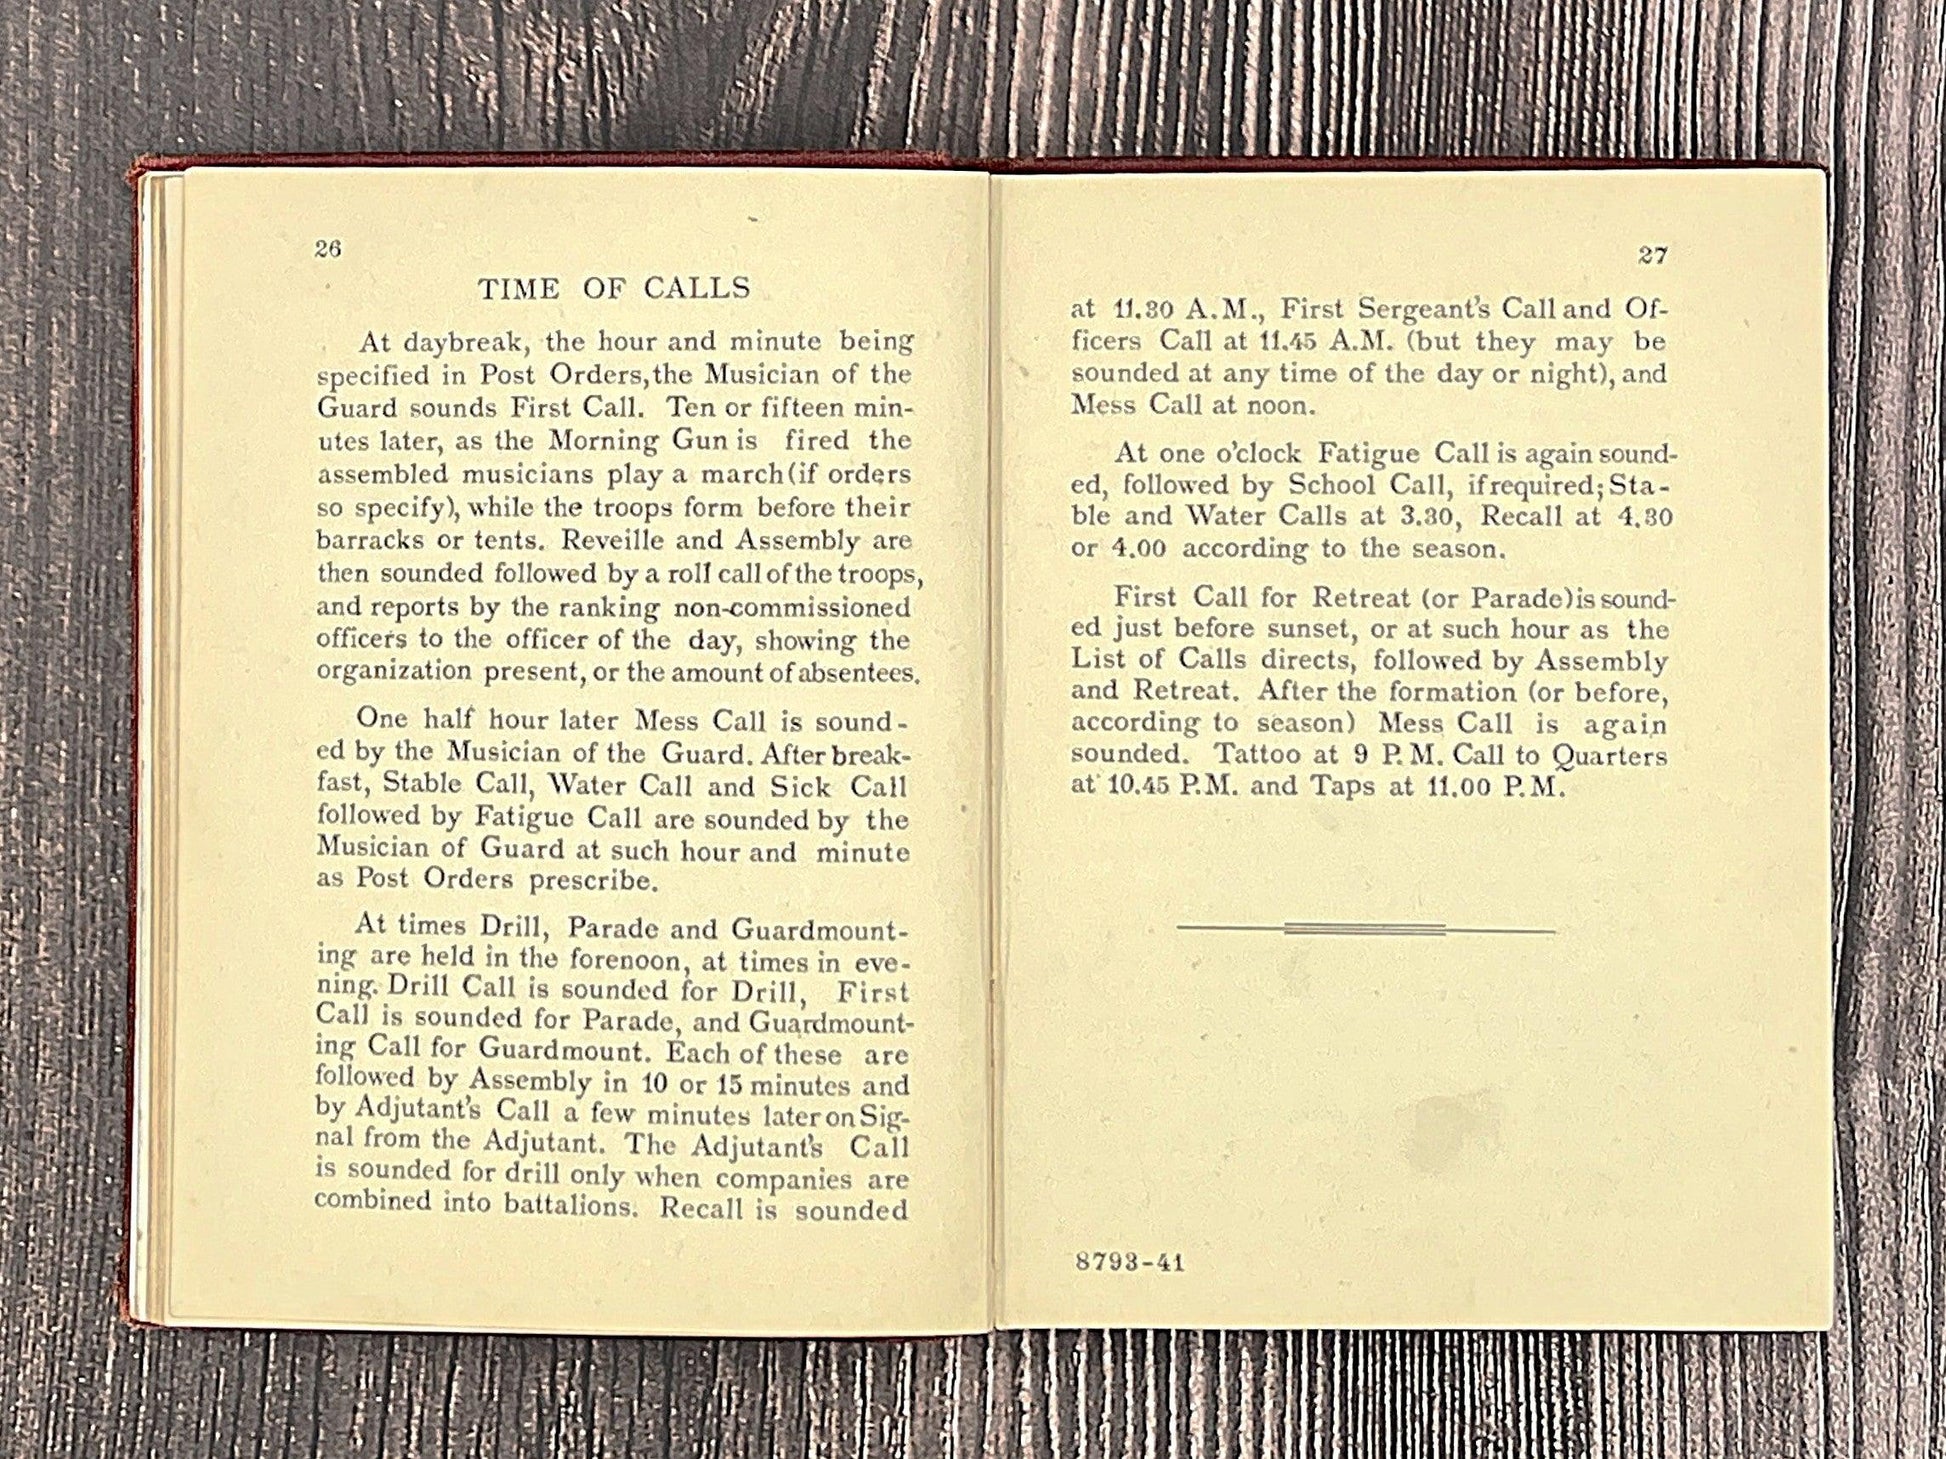 26
TIME OF CALLS
At daybreak, the hour and minute being
specified in Post Orders, the Musician of the
Guard sounds First Call. Ten or fifteen min-
utes later, as the Morning Gun is fired the
assembled musicians play a march (if orders
so specify), while the troops form before their
barracks or tents. Reveille and Assembly are
then sounded followed by a roll call of the troops,
and reports by the ranking non-commissioned
officers to the officer of the day, showing the
organization present, or the amount of absentees.
One half hour later Mess Call is sound-
ed by the Musician of the Guard. After break-
fast, Stable Call, Water Call and Sick Call
followed by Fatigue Call are sounded by the
Musician of Guard at such hour and minute
as Post Orders prescribe.
At times Drill, Parade and Guardmount-
ing are held in the forenoon, at times in eve-
ning. Drill Call is sounded for Drill, First
Call is sounded for Parade, and Guardmount-
ing Call for Guardmount. Each of these are
followed by Assembly in 10 or 15 minutes and
by Adjutant's Call a few minutes later on Sig-
nal from the Adjutant. The Adjutant's Call
is sounded for drill only when companies are
combined into battalions. Recall is sounded
27
at 11.30 A.M., First Sergeant's Call and Of-
ficers Call at 11.45 A.M. (but they may be
sounded at any time of the day or night), and
Mess Call at noon.
At one o'clock Fatigue Call is again sound-
ed, followed by School Call, if required; Sta-
ble and Water Calls at 3.30, Recall at 4.30
or 4.00 according to the season.
First Call for Retreat (or Parade) is sound-
ed just before sunset, or at such hour as the
List of Calls directs, followed by Assembly
and Retreat. After the formation (or before,
according to season) Mess Call is again
sounded. Tattoo at 9 P.M. Call to Quarters
at 10.45 P.M. and Taps at 11.00 P.M.
8793-41